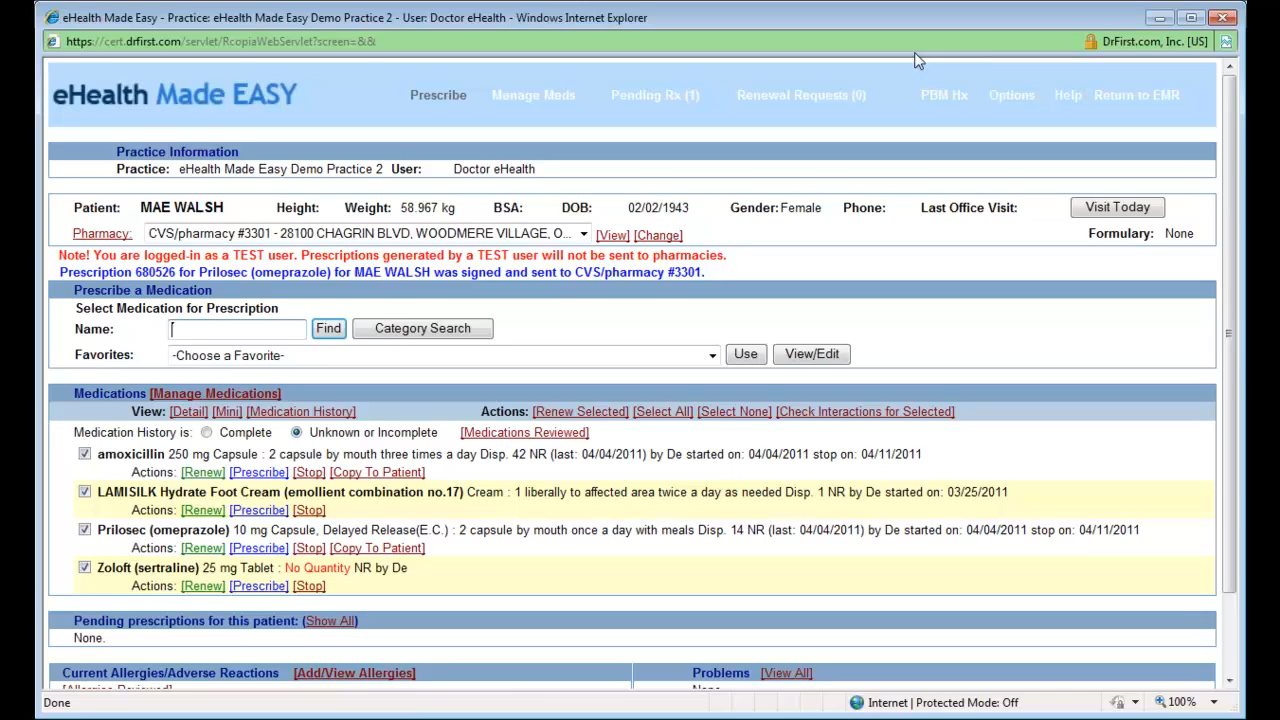 eHealth Made Easy - Practice: eHealth Made Easy Demo Practice 2 - User: Doctor eHealth - Windows Internet Explorer
https://cert.drfirst.com/servlet/RcopiaWebServlet?screen=&& DrFirst.com, Inc. [US]
eHealth Made EASY Prescribe Manage Meds Pending Rx (1) Renewal Requests (0) PBM Hx Options Help Return to EMR
Practice Information
Practice: eHealth Made Easy Demo Practice 2 User: Doctor eHealth
Patient: MAE WALSH Height: Weight: 58.967 kg BSA: DOB: 02/02/1943 Gender: Female Phone: Last Office Visit: Visit Today
Pharmacy: CVS/pharmacy #3301 - 28100 CHAGRIN BLVD, WOODMERE VILLAGE, O... [View] [Change] Formulary: None
Note! You are logged-in as a TEST user. Prescriptions generated by a TEST user will not be sent to pharmacies.
Prescription 680526 for Prilosec (omeprazole) for MAE WALSH was signed and sent to CVS/pharmacy #3301.
Prescribe a Medication
Select Medication for Prescription
Name: Find Category Search
Favorites: -Choose a Favorite- Use View/Edit
Medications [Manage Medications]
View: [Detail] [Mini] [Medication History] Actions: [Renew Selected] [Select All] [Select None] [Check Interactions for Selected]
Medication History is: Complete Unknown or Incomplete [Medications Reviewed]
amoxicillin 250 mg Capsule : 2 capsule by mouth three times a day Disp. 42 NR (last: 04/04/2011) by De started on: 04/04/2011 stop on: 04/11/2011
Actions: [Renew] [Prescribe] [Stop] [Copy To Patient]
LAMISILK Hydrate Foot Cream (emollient combination no.17) Cream : 1 liberally to affected area twice a day as needed Disp. 1 NR by De started on: 03/25/2011
Actions: [Renew] [Prescribe] [Stop]
Prilosec (omeprazole) 10 mg Capsule, Delayed Release(E.C.) : 2 capsule by mouth once a day with meals Disp. 14 NR (last: 04/04/2011) by De started on: 04/04/2011 stop on: 04/11/2011
Actions: [Renew] [Prescribe] [Stop] [Copy To Patient]
Zoloft (sertraline) 25 mg Tablet : No Quantity NR by De
Actions: [Renew] [Prescribe] [Stop]
Pending prescriptions for this patient: (Show All)
None.
Current Allergies/Adverse Reactions [Add/View Allergies] Problems [View All]
Done Internet | Protected Mode: Off 100%